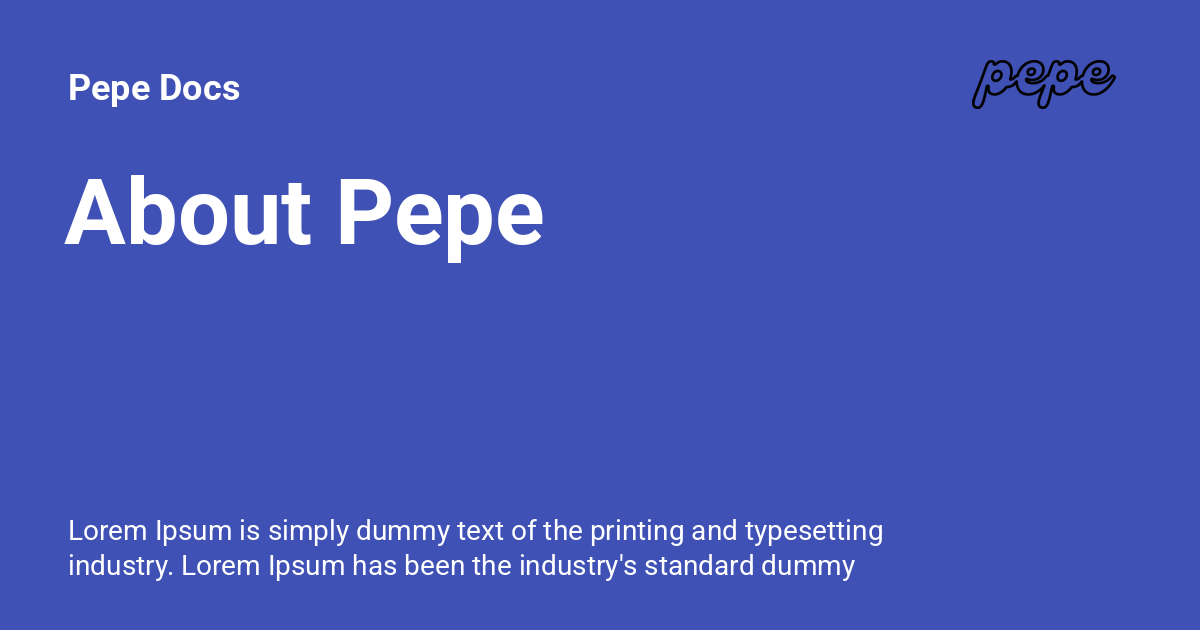 Pepe Docs
pepe
About Pepe
Lorem Ipsum is simply dummy text of the printing and typesetting
industry. Lorem Ipsum has been the industry's standard dummy